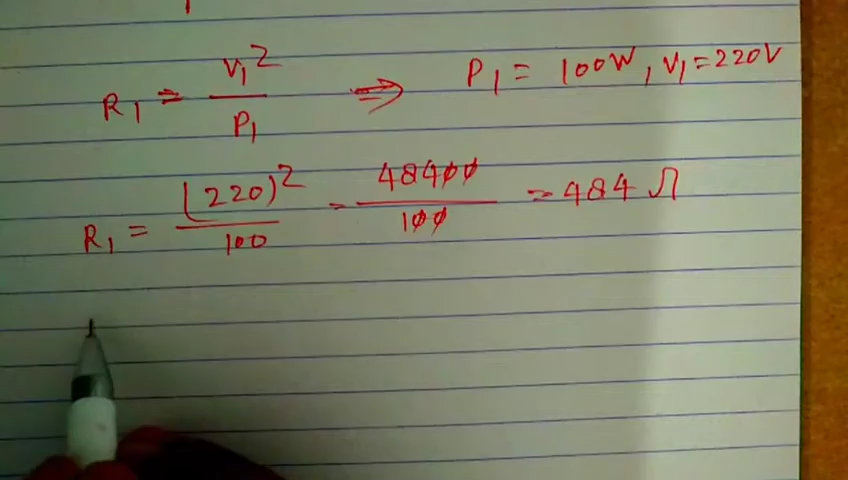 R₁ = V₁² / P₁ ⇒ P₁ = 100W, V₁ = 220V
R₁ = (220)² / 100 = 48400 / 100 = 484 Ω